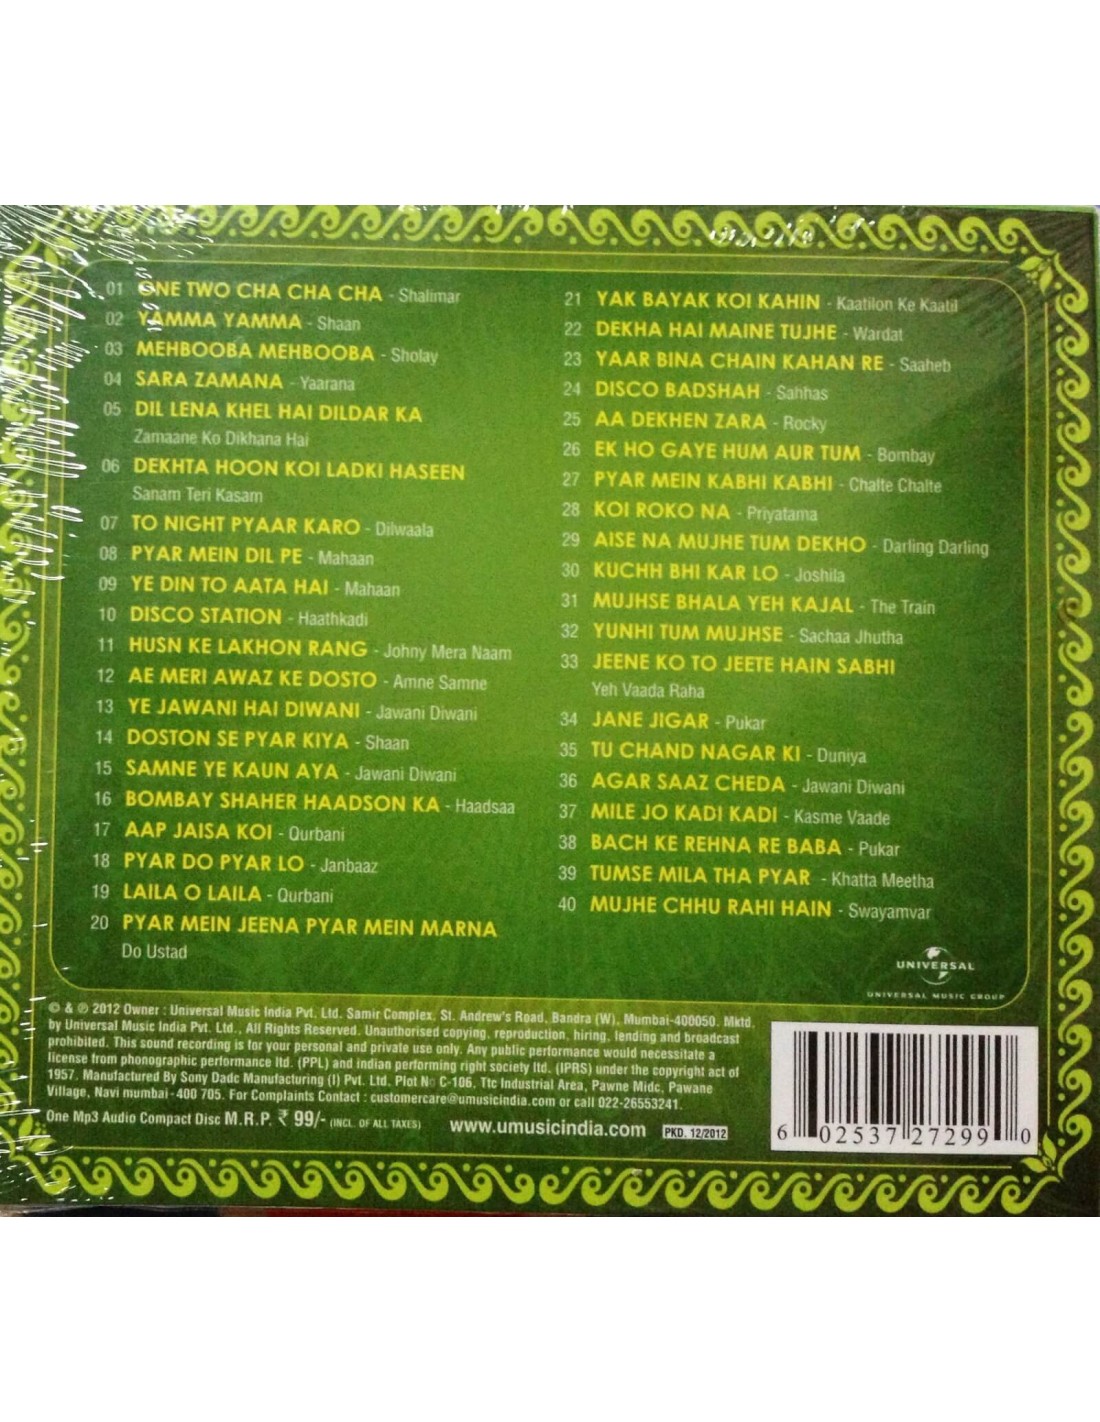 01 ONE TWO CHA CHA CHA - Shalimar
02 YAMMA YAMMA - Shaan
03 MEHBOOBA MEHBOOBA - Sholay
04 SARA ZAMANA - Yaarana
05 DIL LENA KHEL HAI DILDAR KA
Zamaane Ko Dikhana Hai
06 DEKHTA HOON KOI LADKI HASEEN
Sanam Teri Kasam
07 TO NIGHT PYAAR KARO - Dilwaala
08 PYAR MEIN DIL PE - Mahaan
09 YE DIN TO AATA HAI - Mahaan
10 DISCO STATION - Haathkadi
11 HUSN KE LAKHON RANG - Johny Mera Naam
12 AE MERI AWAZ KE DOSTO - Amne Samne
13 YE JAWANI HAI DIWANI - Jawani Diwani
14 DOSTON SE PYAR KIYA - Shaan
15 SAMNE YE KAUN AYA - Jawani Diwani
16 BOMBAY SHAHER HAADSON KA - Haadsaa
17 AAP JAISA KOI - Qurbani
18 PYAR DO PYAR LO - Janbaaz
19 LAILA O LAILA - Qurbani
20 PYAR MEIN JEENA PYAR MEIN MARNA
Do Ustad
21 YAK BAYAK KOI KAHIN - Kaatilon Ke Kaatil
22 DEKHA HAI MAINE TUJHE - Wardat
23 YAAR BINA CHAIN KAHAN RE - Saaheb
24 DISCO BADSHAH - Sahhas
25 AA DEKHEN ZARA - Rocky
26 EK HO GAYE HUM AUR TUM - Bombay
27 PYAR MEIN KABHI KABHI - Chalte Chalte
28 KOI ROKO NA - Priyatama
29 AISE NA MUJHE TUM DEKHO - Darling Darling
30 KUCHH BHI KAR LO - Joshila
31 MUJHSE BHALA YEH KAJAL - The Train
32 YUNHI TUM MUJHSE - Sachaa Jhutha
33 JEENE KO TO JEETE HAIN SABHI
Yeh Vaada Raha
34 JANE JIGAR - Pukar
35 TU CHAND NAGAR KI - Duniya
36 AGAR SAAZ CHEDA - Jawani Diwani
37 MILE JO KADI KADI - Kasme Vaade
38 BACH KE REHNA RE BABA - Pukar
39 TUMSE MILA THA PYAR - Khatta Meetha
40 MUJHE CHHU RAHI HAIN - Swayamvar
UNIVERSAL
UNIVERSAL MUSIC GROUP
© & ℗ 2012 Owner : Universal Music India Pvt. Ltd. Samir Complex, St. Andrew's Road, Bandra (W), Mumbai-400050. Mktd.
by Universal Music India Pvt. Ltd., All Rights Reserved. Unauthorised copying, reproduction, hiring, lending and broadcast
prohibited. This sound recording is for your personal and private use only. Any public performance would necessitate a
license from phonographic performance ltd. (PPL) and indian performing right society ltd. (IPRS) under the copyright act of
1957. Manufactured By Sony Dadc Manufacturing (I) Pvt. Ltd. Plot No C-106, Ttc Industrial Area, Pawne Midc, Pawane
Village, Navi mumbai-400 705. For Complaints Contact : customercare@umusicindia.com or call 022-26553241.
One Mp3 Audio Compact Disc M.R.P. ₹ 99/- (INCL. OF ALL TAXES) www.umusicindia.com PKD. 12/2012
6 02537 27299 0